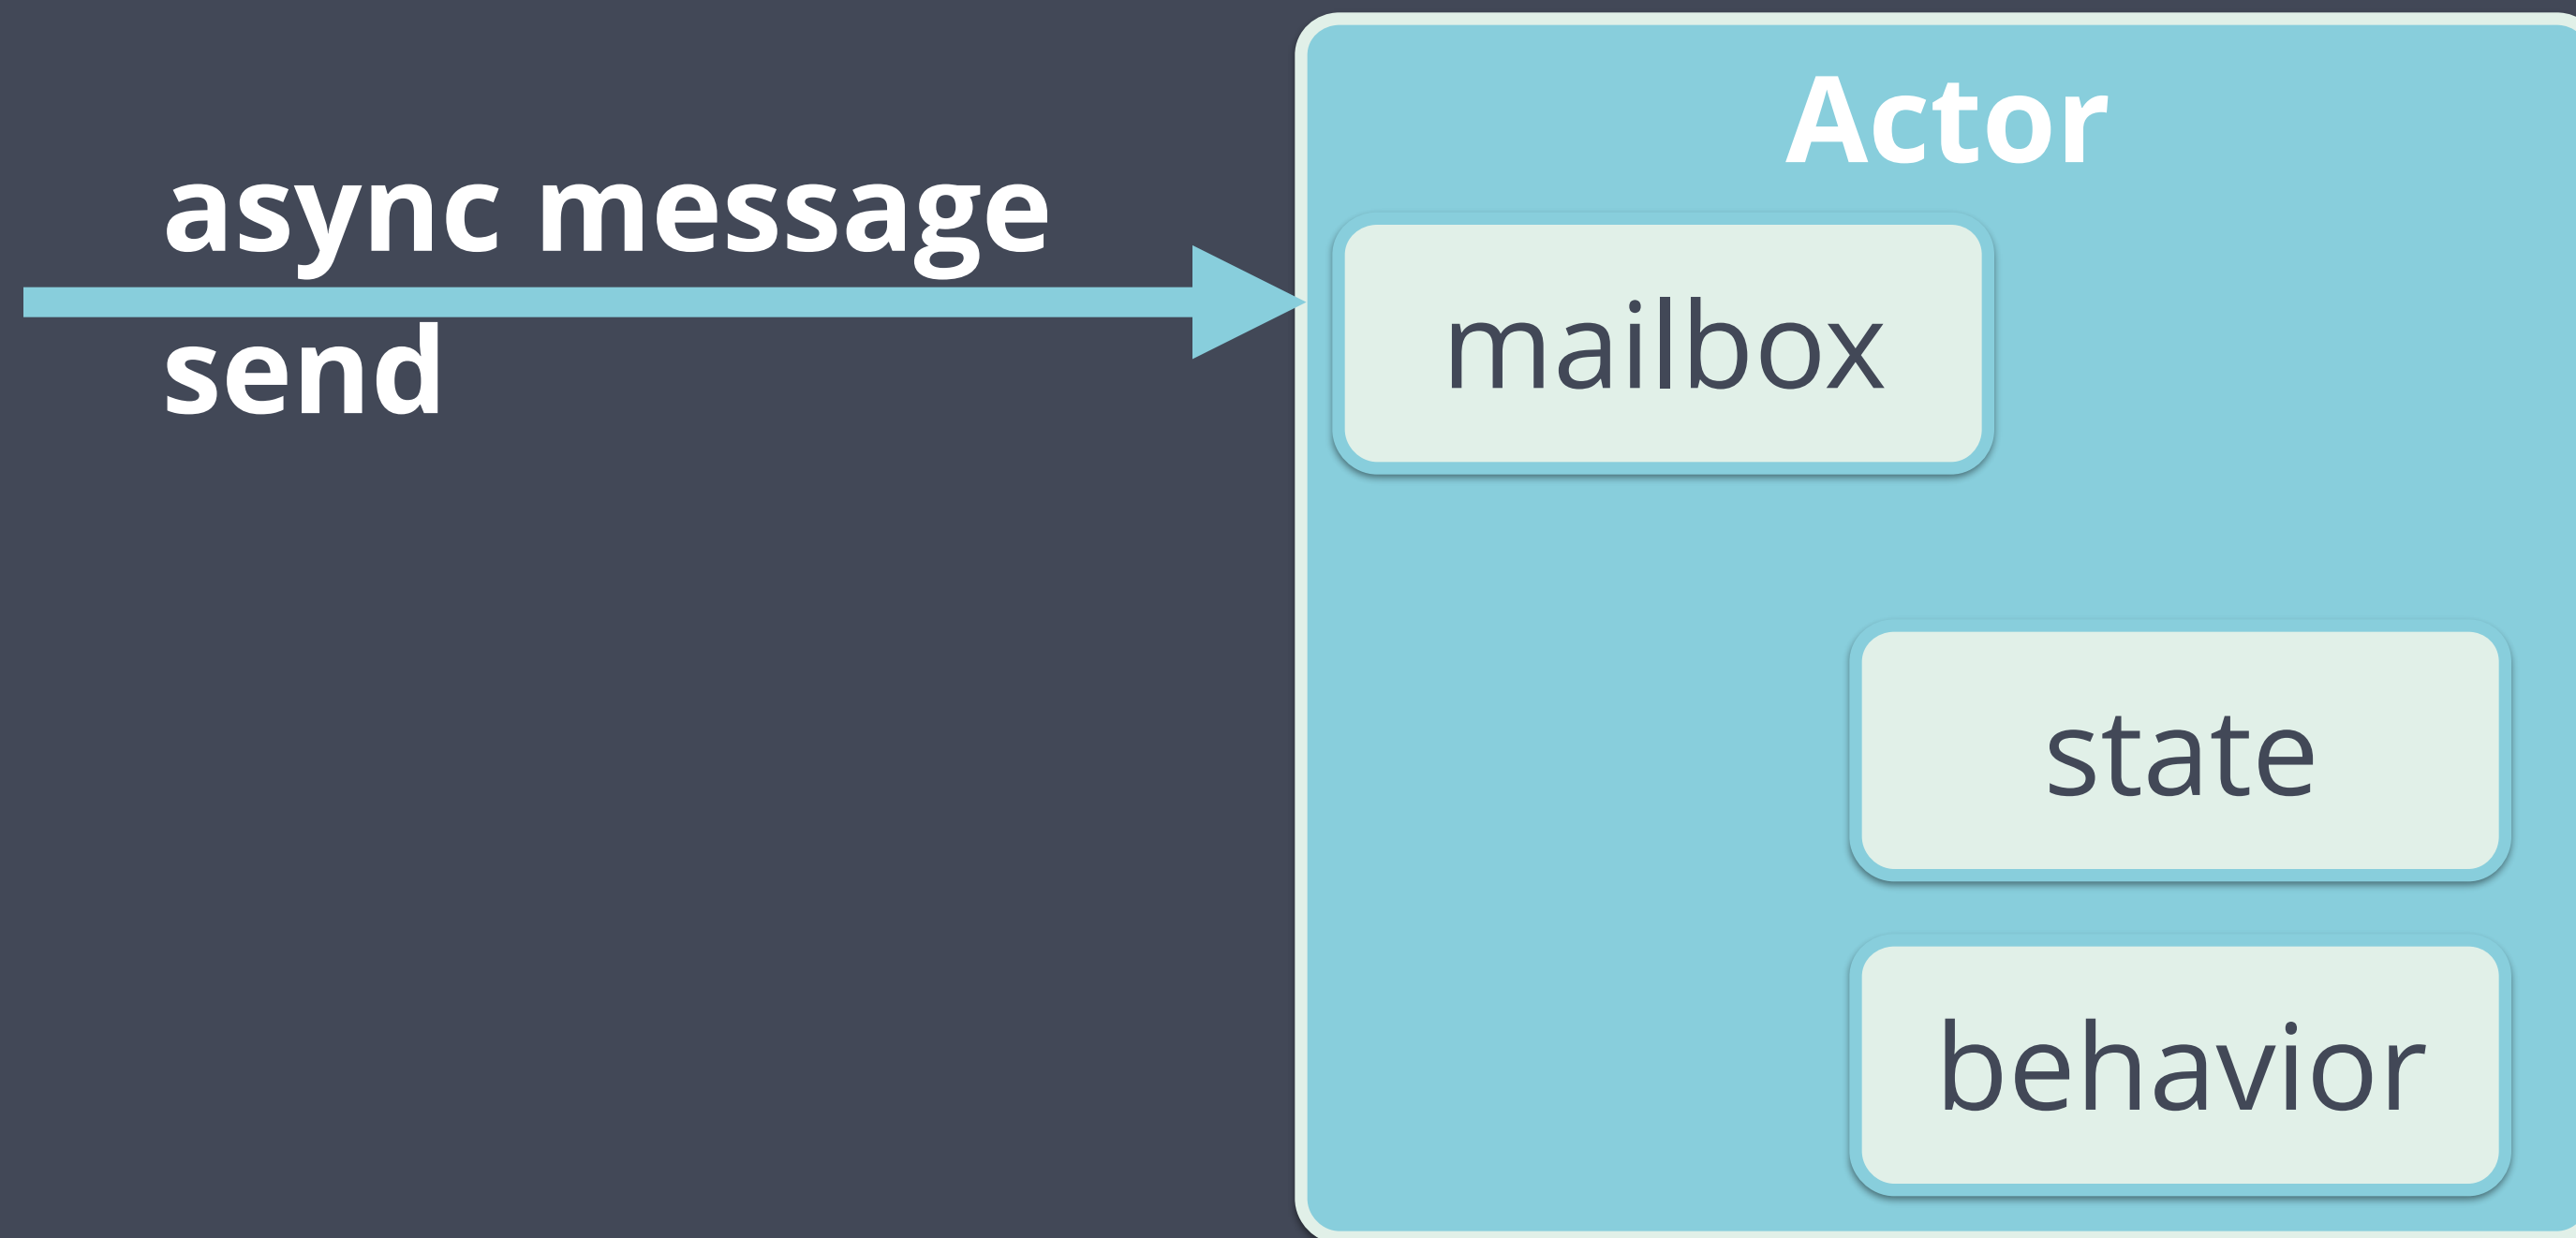 Actor
async message
send
mailbox
state
behavior